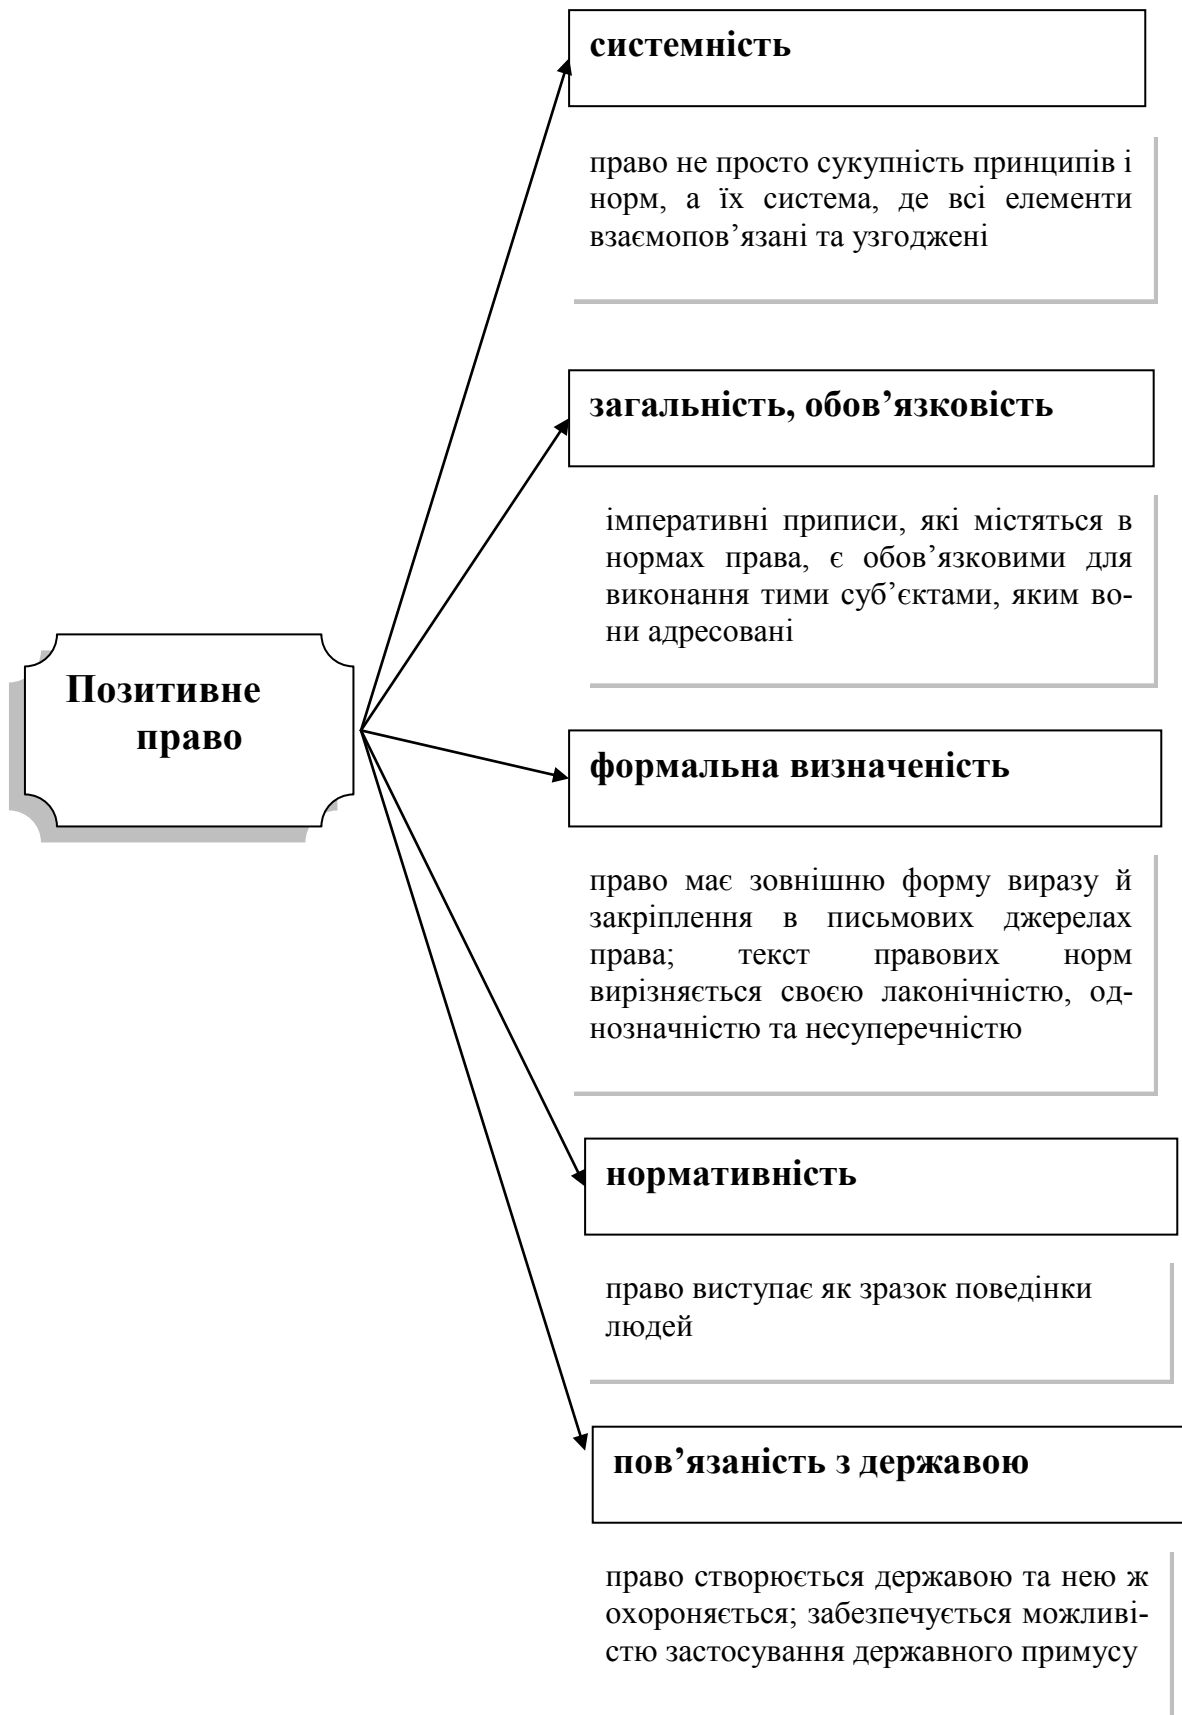 системність
право не просто сукупність принципів і
норм, а їх система, де всі елементи
взаємопов’язані та узгоджені
загальність, обов’язковість
імперативні приписи, які містяться в
нормах права, є обов’язковими для
виконання тими суб’єктами, яким во-
ни адресовані
Позитивне
право
формальна визначеність
право має зовнішню форму виразу й
закріплення в письмових джерелах
права; текст правових норм
вирізняється своєю лаконічністю, од-
нозначністю та несуперечністю
нормативність
право виступає як зразок поведінки
людей
пов’язаність з державою
право створюється державою та нею ж
охороняється; забезпечується можливі-
стю застосування державного примусу